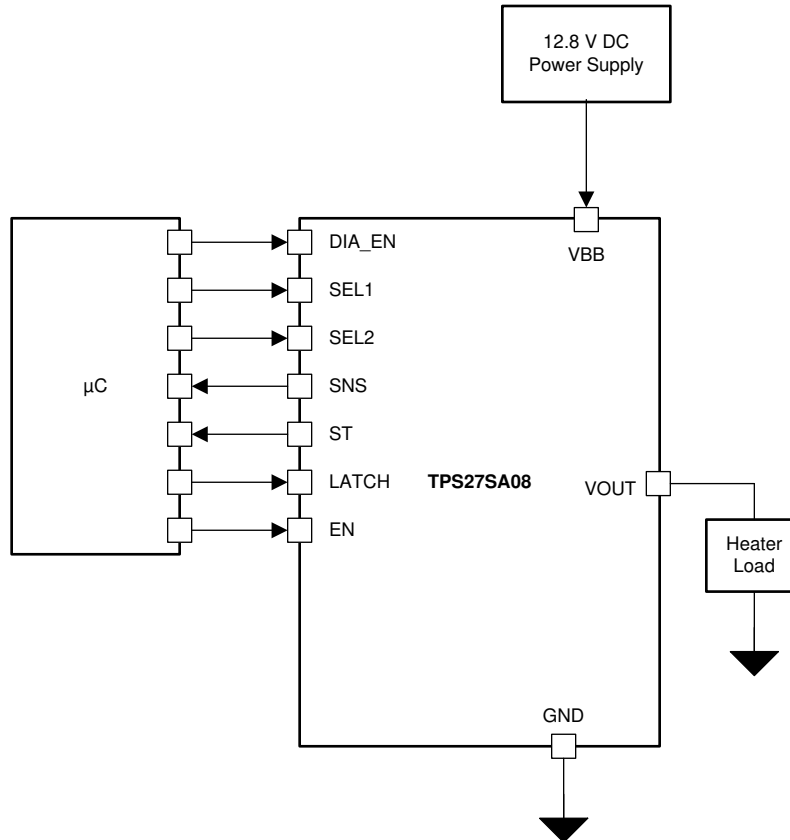 12.8 V DC
Power Supply
DIA_EN
VBB
SEL1
SEL2
µC
SNS
ST
LATCH
TPS27SA08
VOUT
EN
Heater
Load
GND